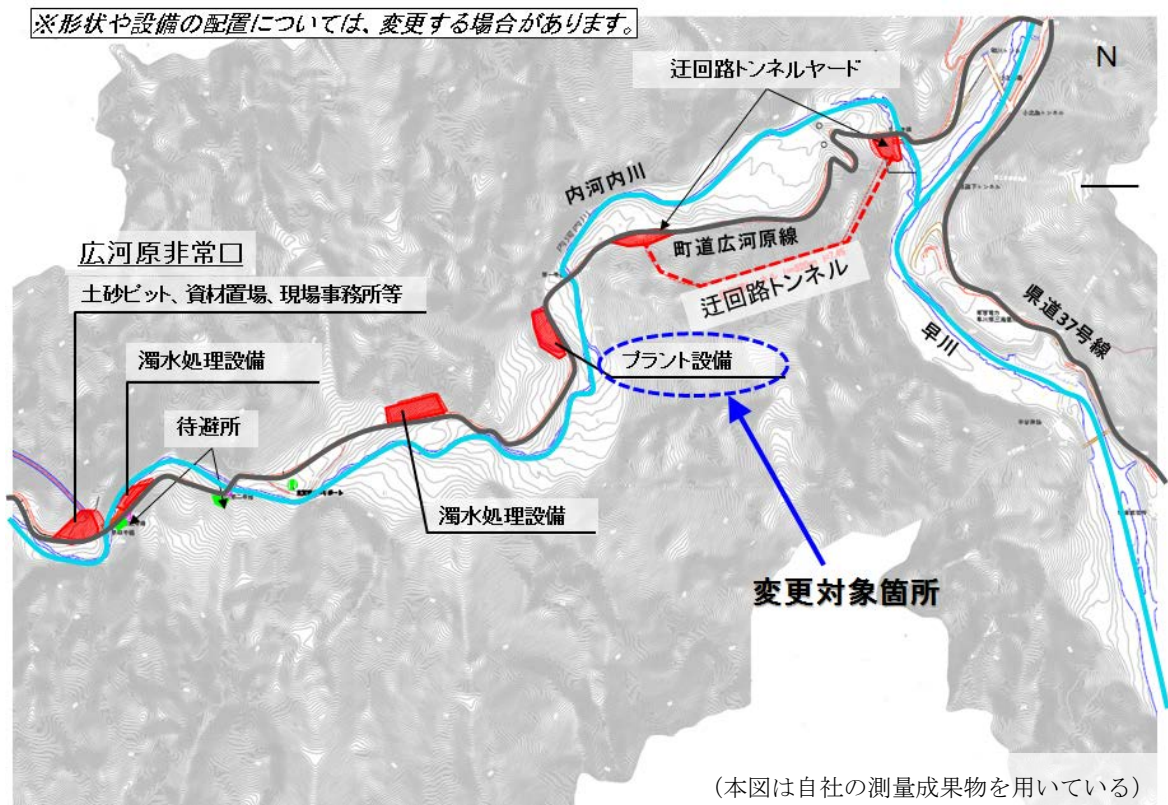 ※形状や設備の配置については、変更する場合があります。
N
迂回路トンネルヤード
内河内川
町道広河原線
迂回路トンネル
広河原非常口
土砂ピット、資材置場、現場事務所等
濁水処理設備
待避所
プラント設備
県道37号線
早川
濁水処理設備
変更対象箇所
(本図は自社の測量成果物を用いている)